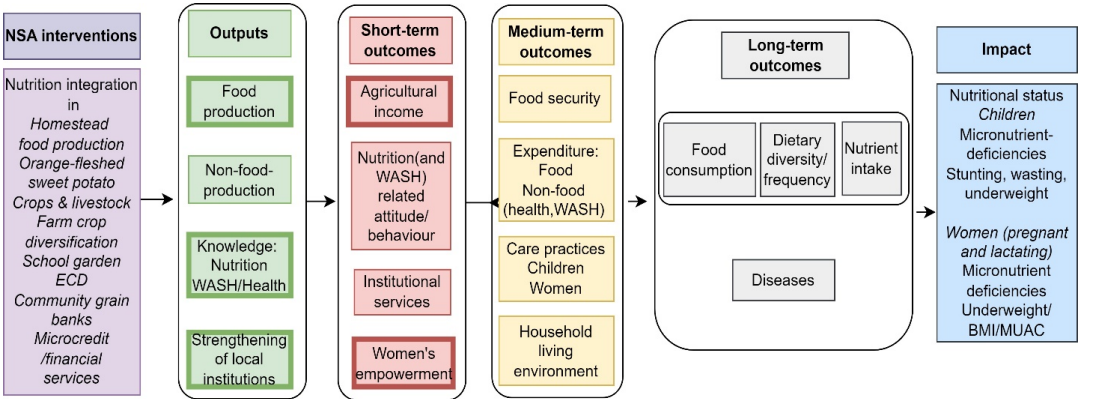 NSA interventions
Nutrition integration
in
Homestead
food production
Orange-fleshed
sweet potato
Crops & livestock
Farm crop
diversification
School garden
ECD
Community grain
banks
Microcredit
/financial
services
Outputs
Food
production
Non-food-
production
Knowledge:
Nutrition
WASH/Health
Strengthening
of local
institutions
Short-term
outcomes
Agricultural
income
Nutrition(and
WASH)
related
attitude/
behaviour
Institutional
services
Women's
empowerment
Medium-term
outcomes
Food security
Expenditure:
Food
Non-food
(health,WASH)
Care practices
Children
Women
Household
living
environment
Long-term
outcomes
Food
consumption
Dietary
diversity/
frequency
Nutrient
intake
Diseases
Impact
Nutritional status
Children
Micronutrient-
deficiencies
Stunting, wasting,
underweight
Women (pregnant
and lactating)
Micronutrient
deficiencies
Underweight/
BMI/MUAC